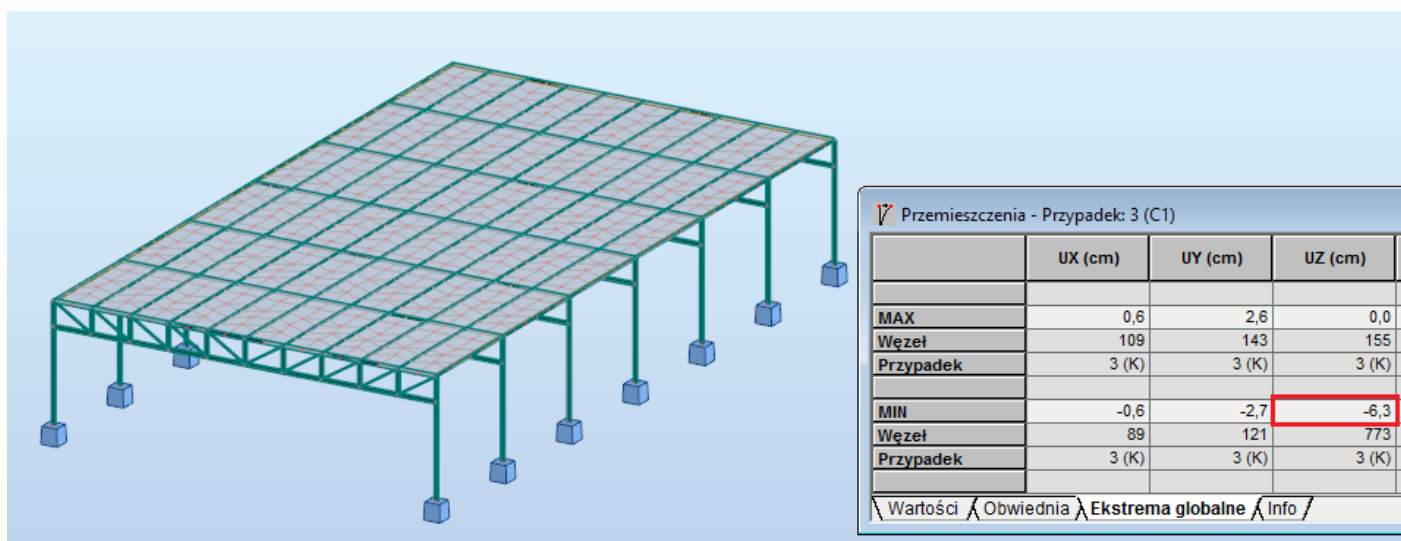 Przemieszczenia - Przypadek: 3 (C1)
UX (cm) UY (cm) UZ (cm)
MAX 0,6 2,6 0,0
Węzeł 109 143 155
Przypadek 3 (K) 3 (K) 3 (K)
MIN -0,6 -2,7 -6,3
Węzeł 89 121 773
Przypadek 3 (K) 3 (K) 3 (K)
Wartości Obwiednia Ekstrema globalne Info